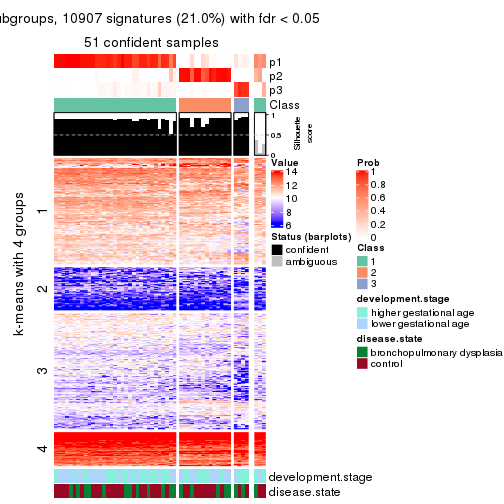 ubgroups, 10907 signatures (21.0%) with fdr < 0.05
51 confident samples
p1
p2
p3
Class
1
0.5
0
Silhouette
score
k-means with 4 groups
1
2
3
4
Value
14
12
10
8
6
Status (barplots)
confident
ambiguous
Prob
1
0.8
0.6
0.4
0.2
0
Class
1
2
3
development.stage
higher gestational age
lower gestational age
disease.state
bronchopulmonary dysplasia
control
development.stage
disease.state